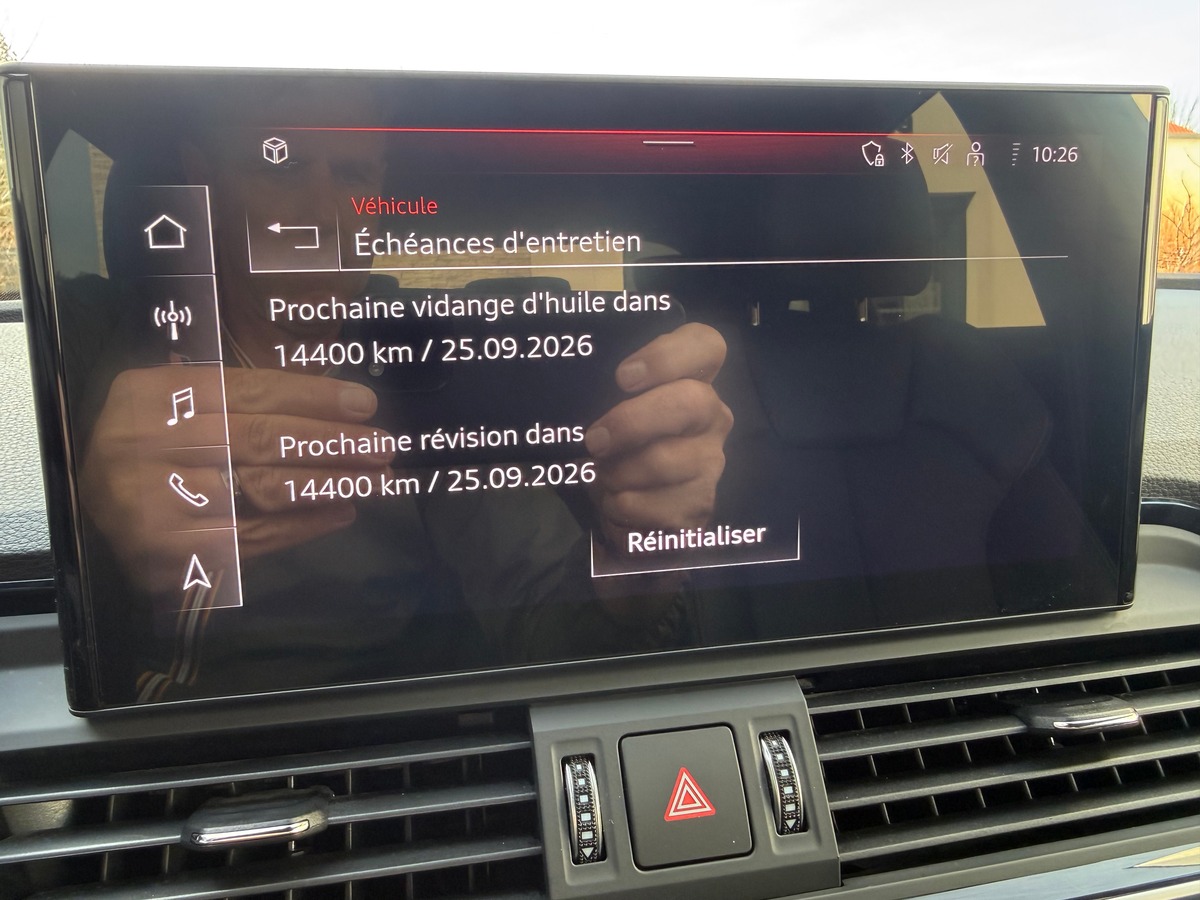 10:26
Véhicule
Échéances d'entretien
Prochaine vidange d'huile dans
14400 km / 25.09.2026
Prochaine révision dans
14400 km / 25.09.2026
Réinitialiser